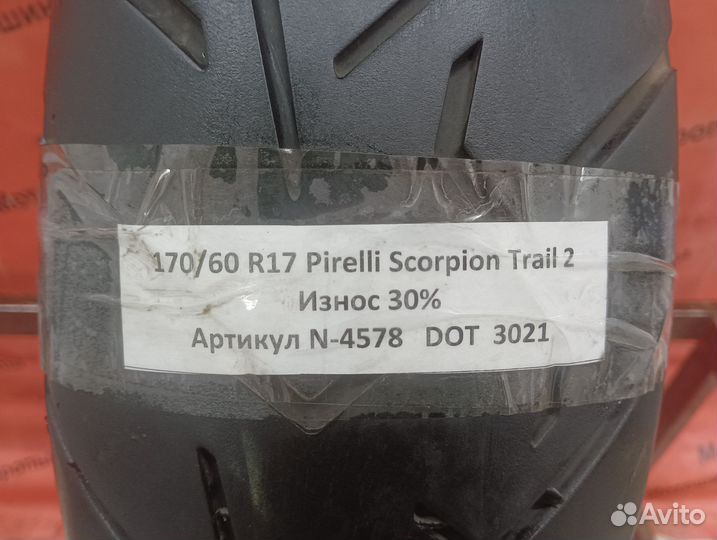 170/60 R17 Pirelli Scorpion Trail 2
Износ 30%
Артикул N-4578 DOT 3021
Avito